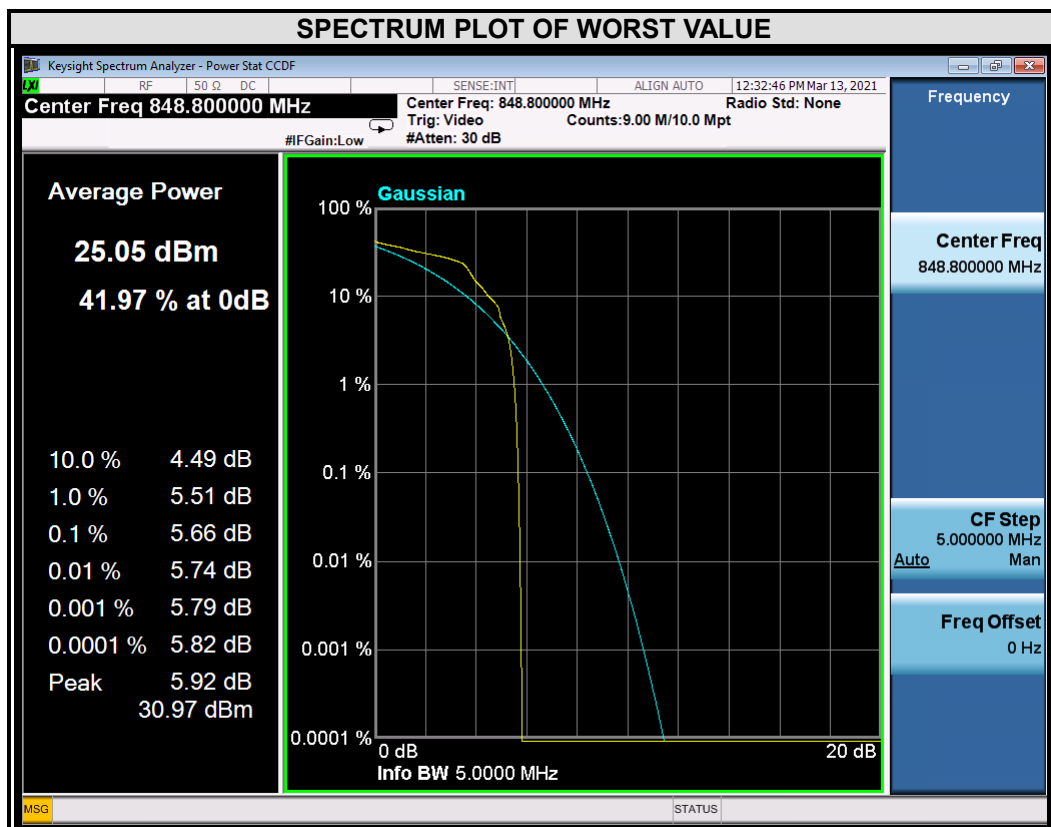 SPECTRUM PLOT OF WORST VALUE
Keysight Spectrum Analyzer - Power Stat CCDF
LXI RF 50 Ω DC SENSE:INT ALIGN AUTO 12:32:46 PM Mar 13, 2021
Center Freq 848.800000 MHz
Center Freq: 848.800000 MHz Radio Std: None
Trig: Video Counts:9.00 M/10.0 Mpt
#IFGain:Low #Atten: 30 dB
Frequency
Average Power
25.05 dBm
41.97 % at 0dB
10.0 % 4.49 dB
1.0 % 5.51 dB
0.1 % 5.66 dB
0.01 % 5.74 dB
0.001 % 5.79 dB
0.0001 % 5.82 dB
Peak 5.92 dB
30.97 dBm
Gaussian
100 %
10 %
1 %
0.1 %
0.01 %
0.001 %
0.0001 %
0 dB 20 dB
Info BW 5.0000 MHz
Center Freq
848.800000 MHz
CF Step
5.000000 MHz
Auto Man
Freq Offset
0 Hz
MSG STATUS